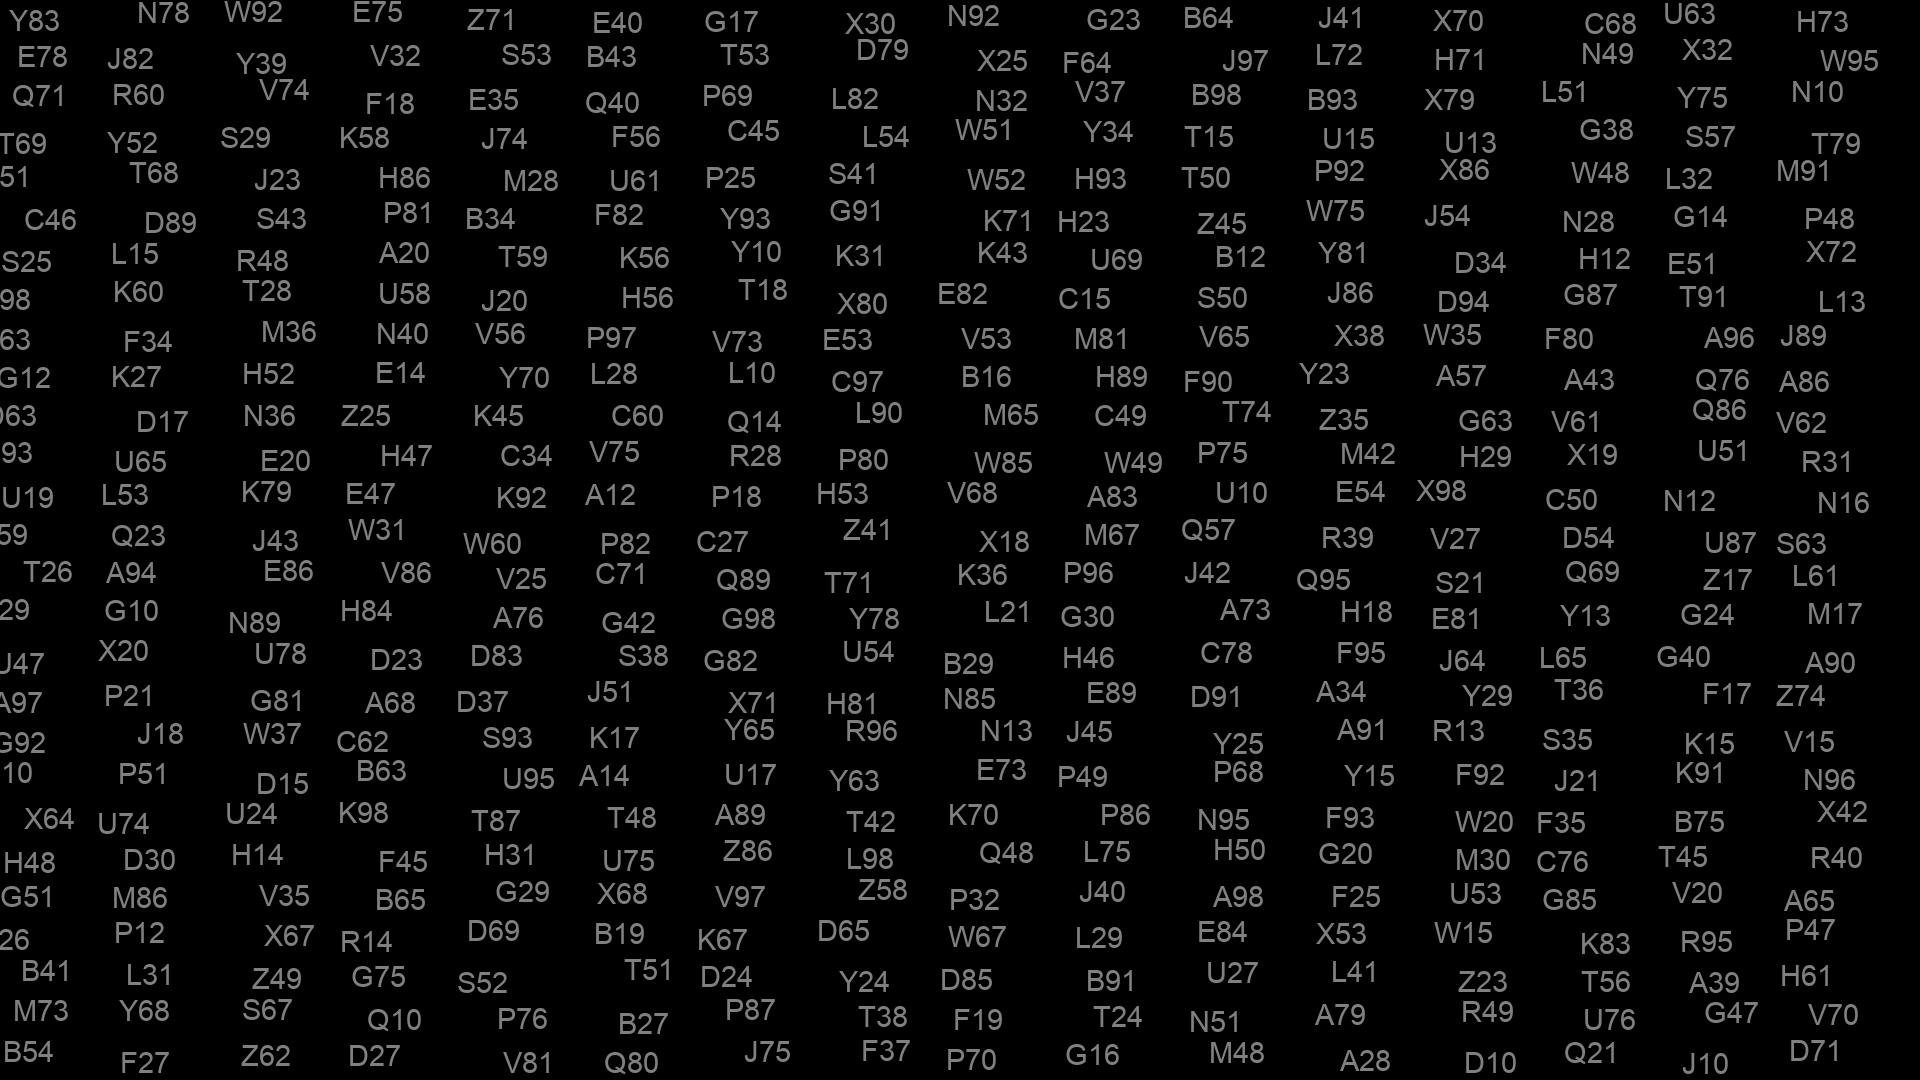 Y83 N78 W92 E75 Z71 E40 G17 X30 N92 G23 B64 J41 X70 C68 U63 H73
E78 J82 Y39 V32 S53 B43 T53 D79 X25 F64 J97 L72 H71 N49 X32 W95
Q71 R60 V74 F18 E35 Q40 P69 L82 N32 V37 B98 B93 X79 L51 Y75 N10
T69 Y52 S29 K58 J74 F56 C45 L54 W51 Y34 T15 U15 U13 G38 S57 T79
51 T68 J23 H86 M28 U61 P25 S41 W52 H93 T50 P92 X86 W48 L32 M91
C46 D89 S43 P81 B34 F82 Y93 G91 K71 H23 Z45 W75 J54 N28 G14 P48
S25 L15 R48 A20 T59 K56 Y10 K31 K43 U69 B12 Y81 D34 H12 E51 X72
98 K60 T28 U58 J20 H56 T18 X80 E82 C15 S50 J86 D94 G87 T91 L13
63 F34 M36 N40 V56 P97 V73 E53 V53 M81 V65 X38 W35 F80 A96 J89
G12 K27 H52 E14 Y70 L28 L10 C97 B16 H89 F90 Y23 A57 A43 Q76 A86
63 D17 N36 Z25 K45 C60 Q14 L90 M65 C49 T74 Z35 G63 V61 Q86 V62
93 U65 E20 H47 C34 V75 R28 P80 W85 W49 P75 M42 H29 X19 U51 R31
U19 L53 K79 E47 K92 A12 P18 H53 V68 A83 U10 E54 X98 C50 N12 N16
59 Q23 J43 W31 W60 P82 C27 Z41 X18 M67 Q57 R39 V27 D54 U87 S63
T26 A94 E86 V86 V25 C71 Q89 T71 K36 P96 J42 Q95 S21 Q69 Z17 L61
29 G10 N89 H84 A76 G42 G98 Y78 L21 G30 A73 H18 E81 Y13 G24 M17
U47 X20 U78 D23 D83 S38 G82 U54 B29 H46 C78 F95 J64 L65 G40 A90
A97 P21 G81 A68 D37 J51 X71 H81 N85 E89 D91 A34 Y29 T36 F17 Z74
G92 J18 W37 C62 S93 K17 Y65 R96 N13 J45 Y25 A91 R13 S35 K15 V15
10 P51 D15 B63 U95 A14 U17 Y63 E73 P49 P68 Y15 F92 J21 K91 N96
X64 U74 U24 K98 T87 T48 A89 T42 K70 P86 N95 F93 W20 F35 B75 X42
H48 D30 H14 F45 H31 U75 Z86 L98 Q48 L75 H50 G20 M30 C76 T45 R40
G51 M86 V35 B65 G29 X68 V97 Z58 P32 J40 A98 F25 U53 G85 V20 A65
26 P12 X67 R14 D69 B19 K67 D65 W67 L29 E84 X53 W15 K83 R95 P47
B41 L31 Z49 G75 S52 T51 D24 Y24 D85 B91 U27 L41 Z23 T56 A39 H61
M73 Y68 S67 Q10 P76 B27 P87 T38 F19 T24 N51 A79 R49 U76 G47 V70
B54 F27 Z62 D27 V81 Q80 J75 F37 P70 G16 M48 A28 D10 Q21 J10 D71